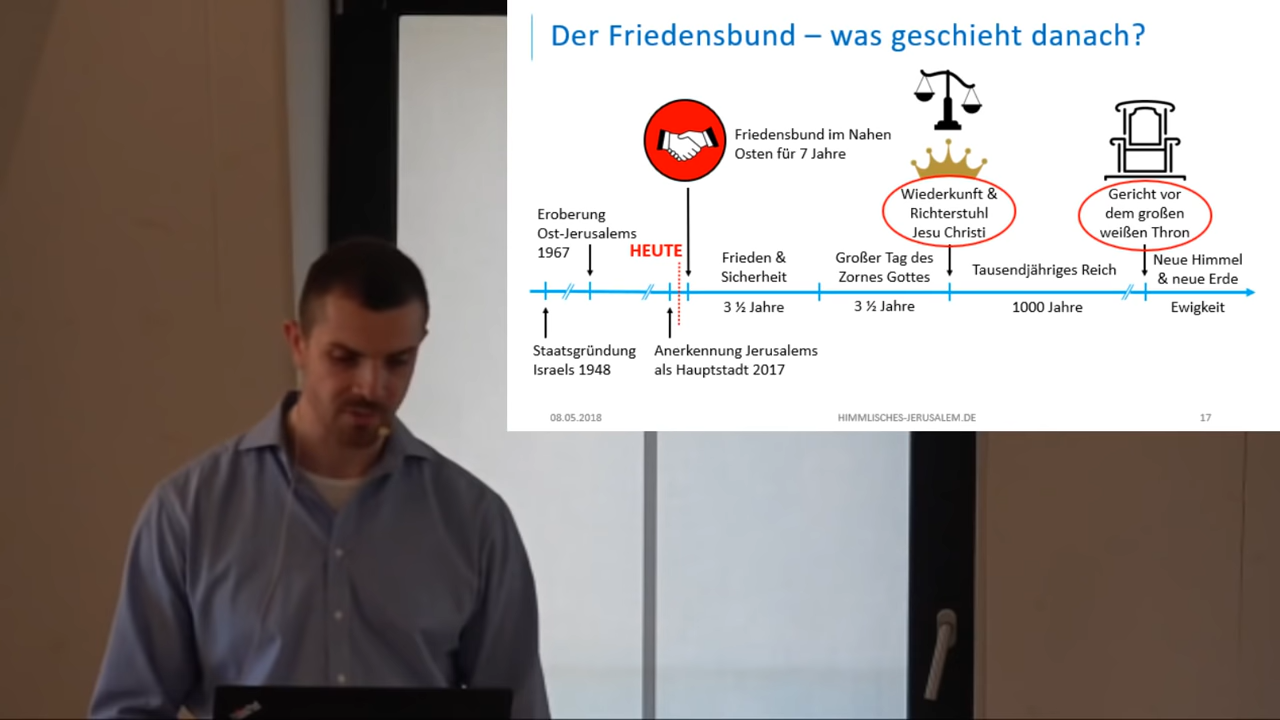 Der Friedensbund – was geschieht danach?
Friedensbund im Nahen
Osten für 7 Jahre
Wiederkunft &
Richterstuhl
Jesu Christi
Gericht vor
dem großen
weißen Thron
Eroberung
Ost-Jerusalems
1967
HEUTE
Frieden &
Sicherheit
Großer Tag des
Zornes Gottes
Tausendjähriges Reich
Neue Himmel
& neue Erde
3 ½ Jahre
3 ½ Jahre
1000 Jahre
Ewigkeit
Staatsgründung
Israels 1948
Anerkennung Jerusalems
als Hauptstadt 2017
08.05.2018
HIMMLISCHES-JERUSALEM.DE
17